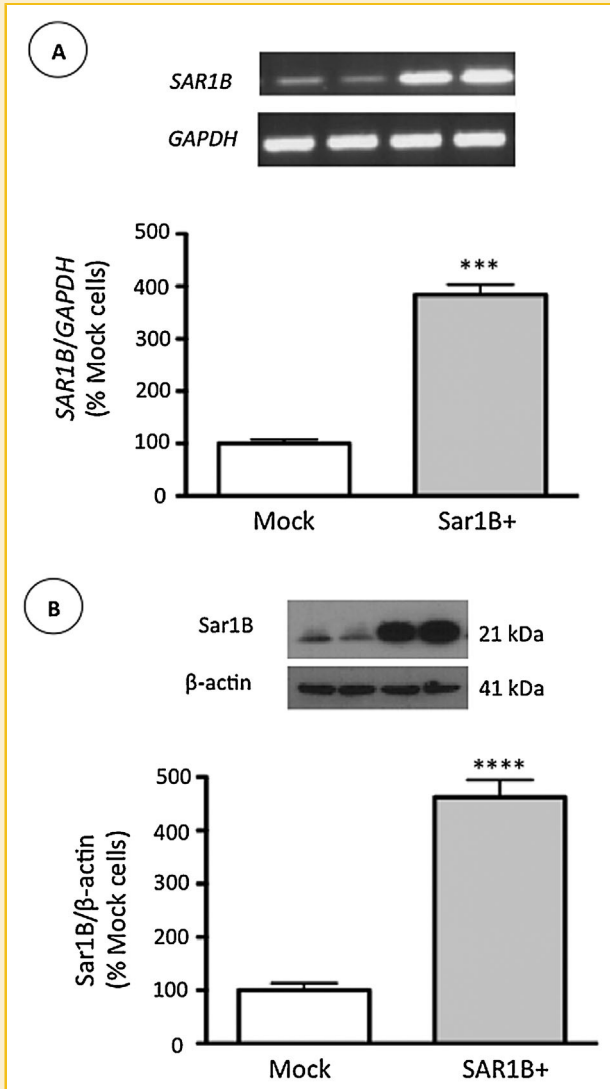 A
SAR1B
GAPDH
SAR1B/GAPDH
(% Mock cells)
500
400
300
200
100
0
***
Mock
Sar1B+
B
Sar1B
21 kDa
β-actin
41 kDa
Sar1B/β-actin
(% Mock cells)
500
400
300
200
100
0
****
Mock
SAR1B+